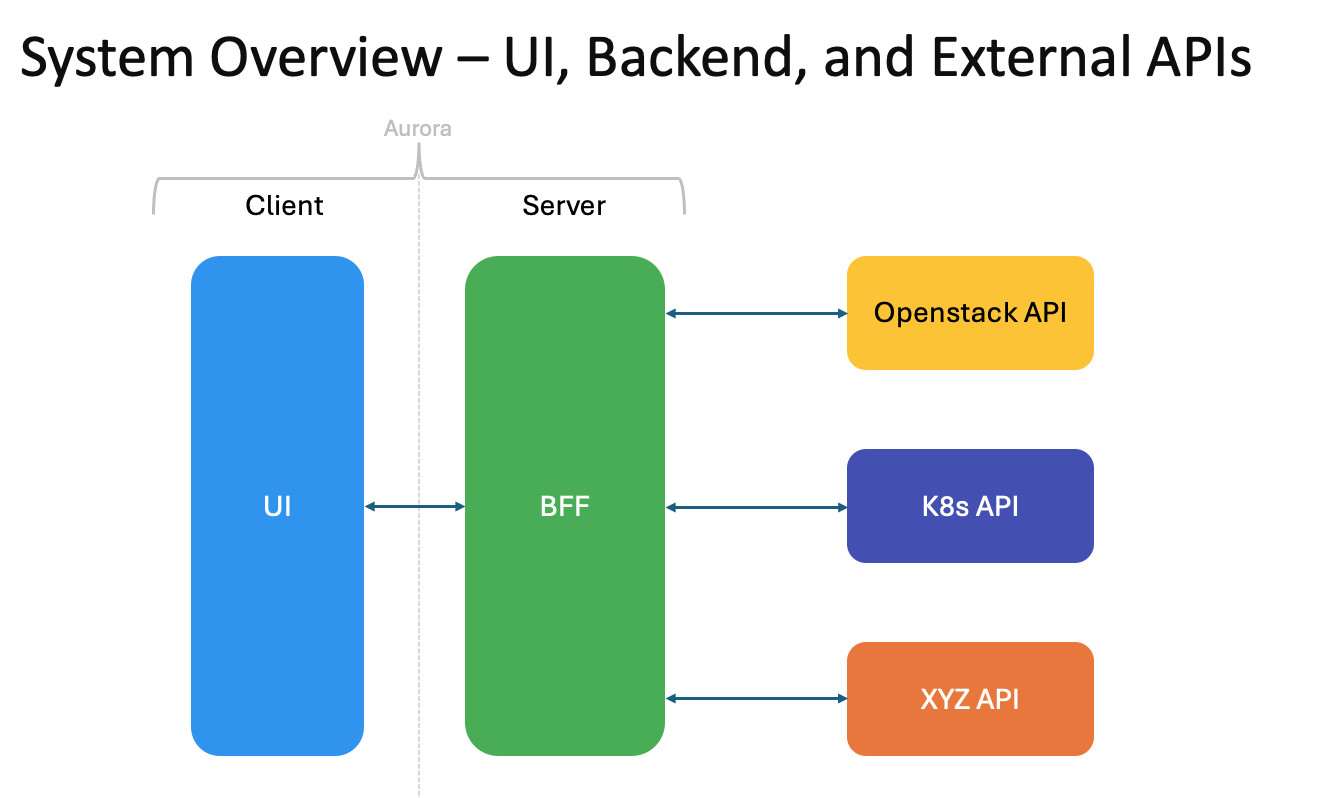 System Overview – UI, Backend, and External APIs
Aurora
Client
Server
UI
BFF
Openstack API
K8s API
XYZ API